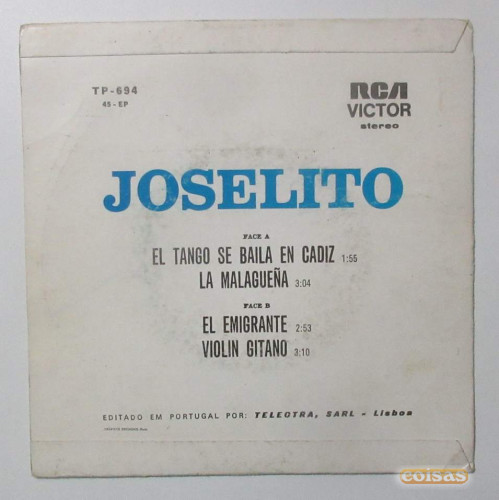 TP-694
45-EP
RCA
VICTOR
stereo
JOSELITO
FACE A
EL TANGO SE BAILA EN CADIZ 1:55
LA MALAGUEÑA 3:04
FACE B
EL EMIGRANTE 2:53
VIOLIN GITANO 3:10
EDITADO EM PORTUGAL POR: TELECTRA, SARL - Lisboa
coisas